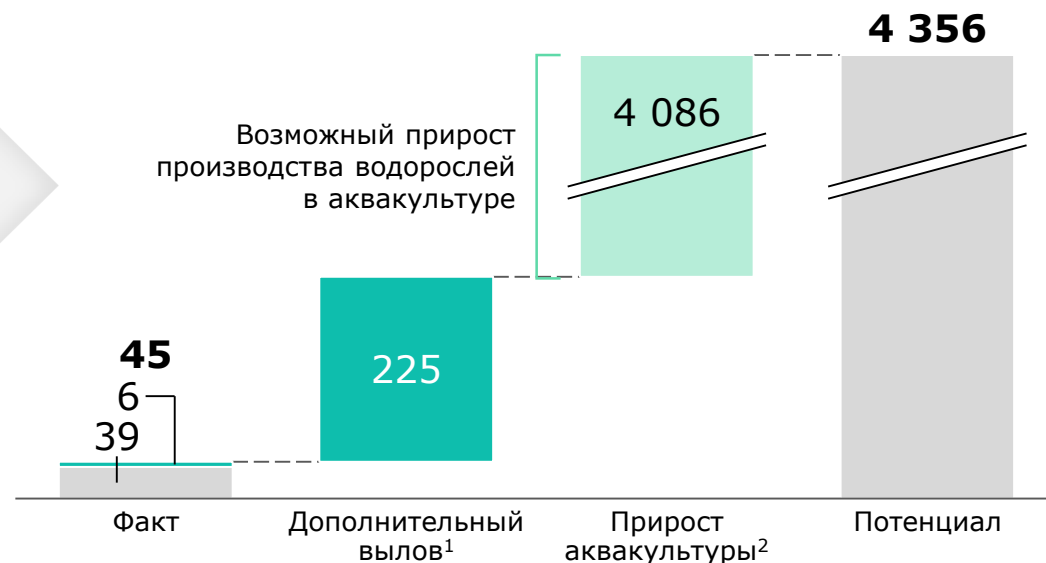 4 356
4 086
Возможный прирост
производства водорослей
в аквакультуре
45
6
39
225
Факт
Дополнительный
вылов¹
Прирост
аквакультуры²
Потенциал